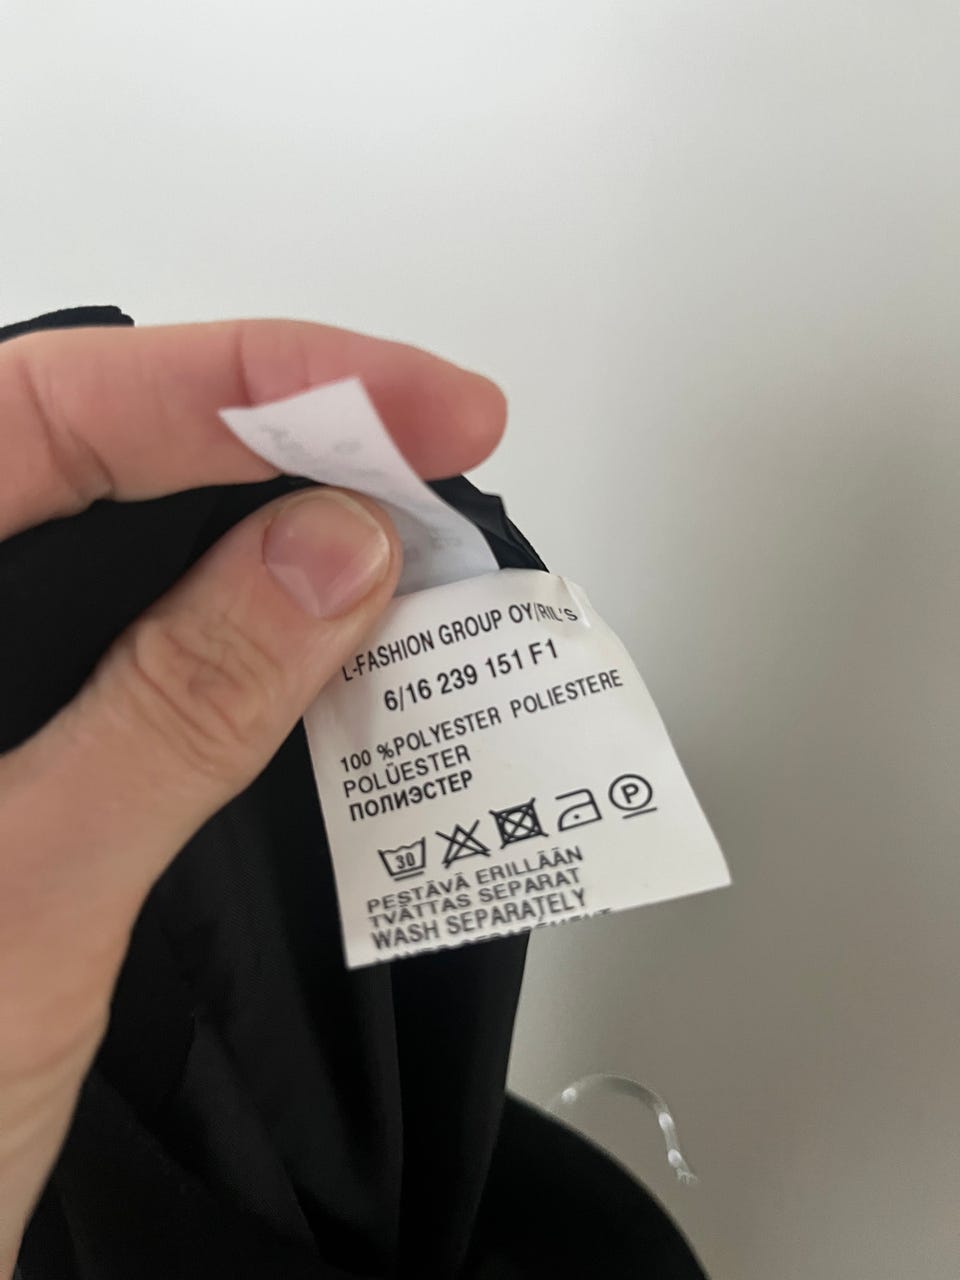 L-FASHION GROUP OY/RIL'S
6/16 239 151 F1
100 %POLYESTER POLIESTERE
POLÜESTER
ПОЛИЭСТЕР
30 P
PESTÄVÄ ERILLÄÄN
TVÄTTAS SEPARAT
WASH SEPARATELY